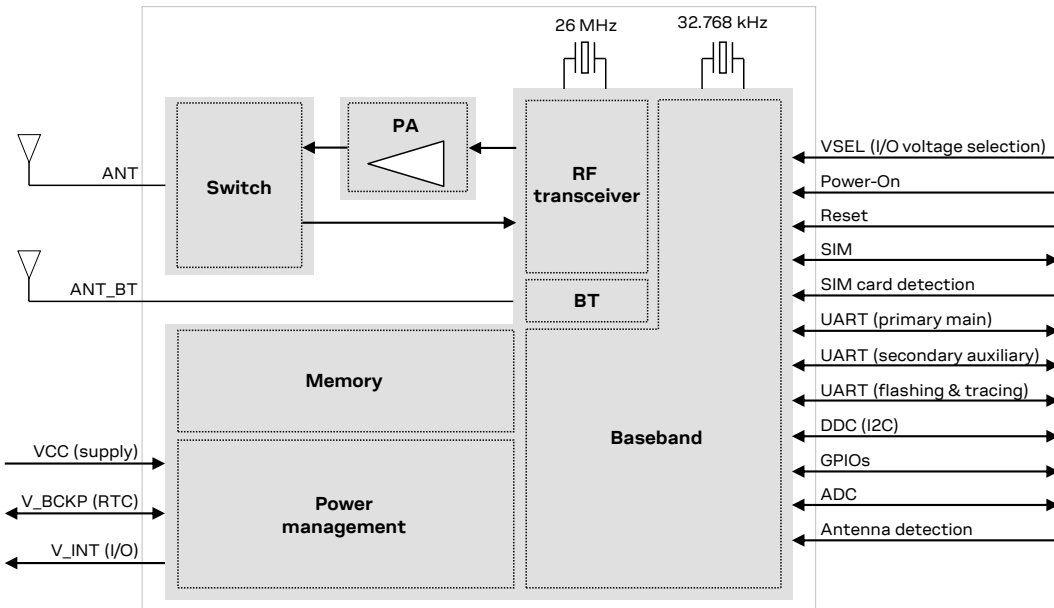 26 MHz
32.768 kHz
PA
ANT
Switch
RF
transceiver
ANT_BT
BT
Memory
Baseband
VCC (supply)
V_BCKP (RTC)
V_INT (I/O)
Power
management
VSEL (I/O voltage selection)
Power-On
Reset
SIM
SIM card detection
UART (primary main)
UART (secondary auxiliary)
UART (flashing & tracing)
DDC (I2C)
GPIOs
ADC
Antenna detection